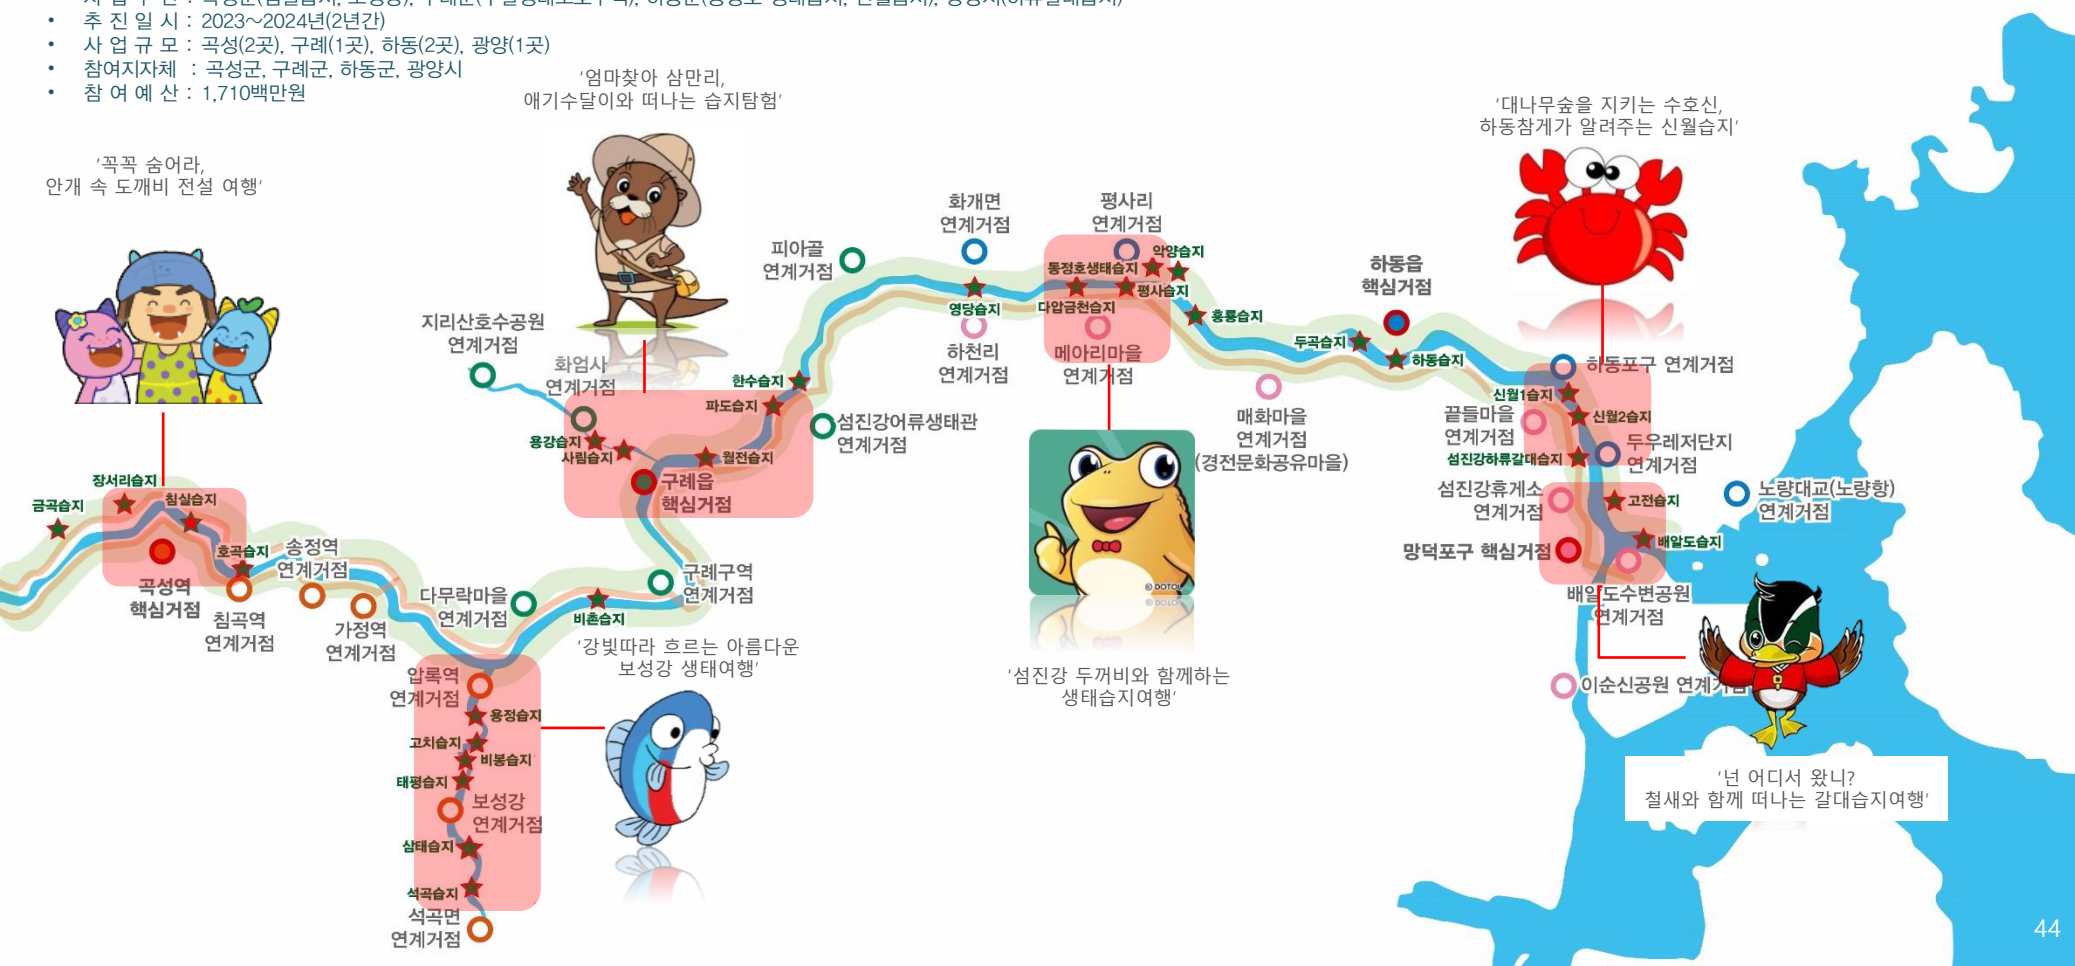 • 추 진 일 시 : 2023～2024년(2년간)
• 사 업 규 모 : 곡성(2곳), 구례(1곳), 하동(2곳), 광양(1곳)
• 참여지자체 : 곡성군, 구례군, 하동군, 광양시
• 참 여 예 산 : 1,710백만원
'엄마찾아 삼만리,
애기수달이와 떠나는 습지탐험'
'대나무숲을 지키는 수호신,
하동참게가 알려주는 신월습지'
'꼭꼭 숨어라,
안개 속 도깨비 전설 여행'
화개면
연계거점
평사리
연계거점
피아골
연계거점
악양습지
동정호생태습지
평사습지
영당습지
다압금천습지
홍룡습지
하동읍
핵심거점
지리산호수공원
연계거점
화엄사
연계거점
하천리
연계거점
메아리마을
연계거점
두곡습지
하동습지
하동포구 연계거점
한수습지
파도습지
섬진강어류생태관
연계거점
매화마을
연계거점
(경전문화공유마을)
신월1습지
신월2습지
끝들마을
연계거점
두우레저단지
연계거점
용강습지
사림습지
월전습지
섬진강하류갈대습지
구례읍
핵심거점
장서리습지
금곡습지
침실습지
섬진강휴게소
연계거점
고전습지
노량대교(노량항)
연계거점
호곡습지
송정역
연계거점
망덕포구 핵심거점
배알도습지
곡성역
핵심거점
침곡역
연계거점
가정역
연계거점
다무락마을
연계거점
비촌습지
구례구역
연계거점
© DOTOL
배알도수변공원
연계거점
'강빛따라 흐르는 아름다운
보성강 생태여행'
'섬진강 두꺼비와 함께하는
생태습지여행'
압록역
연계거점
이순신공원 연계거점
용정습지
고치습지
비봉습지
태평습지
보성강
연계거점
'넌 어디서 왔니?
철새와 함께 떠나는 갈대습지여행'
삼태습지
석곡습지
석곡면
연계거점
44